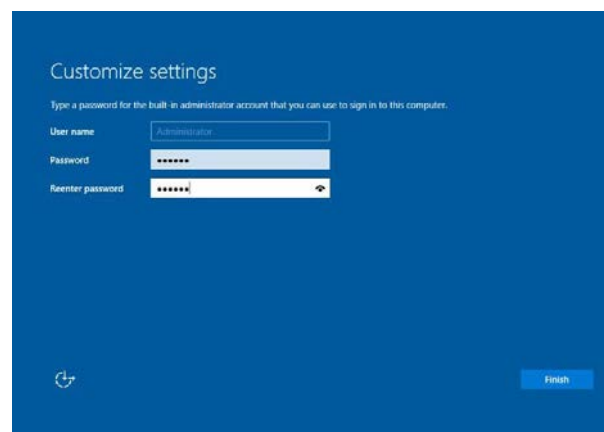 Customize settings
Type a password for the built-in administrator account that you can use to sign in to this computer.
User name
Administrator
Password
••••••
Reenter password
••••••
Finish